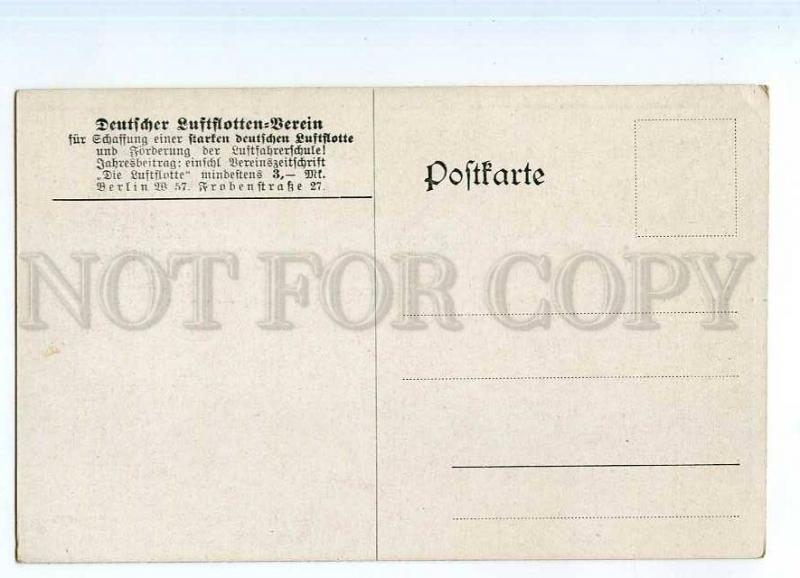 Deutscher Luftflotten-Verein
für Schaffung einer starken deutschen Luftflotte
und Förderung der Luftfahrerschule!
Jahresbeitrag: einschl Vereinszeitschrift
„Die Luftflotte" mindestens 3,— Mk.
Berlin W 57. Frobenstraße 27.
Postkarte
NOT FOR COPY